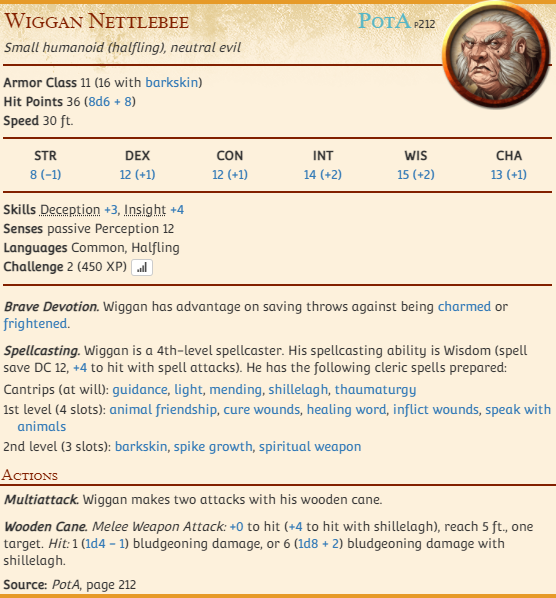 Wiggan Nettlebee PotA p212
Small humanoid (halfling), neutral evil
Armor Class 11 (16 with barkskin)
Hit Points 36 (8d6 + 8)
Speed 30 ft.
STR DEX CON INT WIS CHA
8 (–1) 12 (+1) 12 (+1) 14 (+2) 15 (+2) 13 (+1)
Skills Deception +3, Insight +4
Senses passive Perception 12
Languages Common, Halfling
Challenge 2 (450 XP)
Brave Devotion. Wiggan has advantage on saving throws against being charmed or
frightened.
Spellcasting. Wiggan is a 4th-level spellcaster. His spellcasting ability is Wisdom (spell
save DC 12, +4 to hit with spell attacks). He has the following cleric spells prepared:
Cantrips (at will): guidance, light, mending, shillelagh, thaumaturgy
1st level (4 slots): animal friendship, cure wounds, healing word, inflict wounds, speak with
animals
2nd level (3 slots): barkskin, spike growth, spiritual weapon
Actions
Multiattack. Wiggan makes two attacks with his wooden cane.
Wooden Cane. Melee Weapon Attack: +0 to hit (+4 to hit with shillelagh), reach 5 ft., one
target. Hit: 1 (1d4 – 1) bludgeoning damage, or 6 (1d8 + 2) bludgeoning damage with
shillelagh.
Source: PotA, page 212